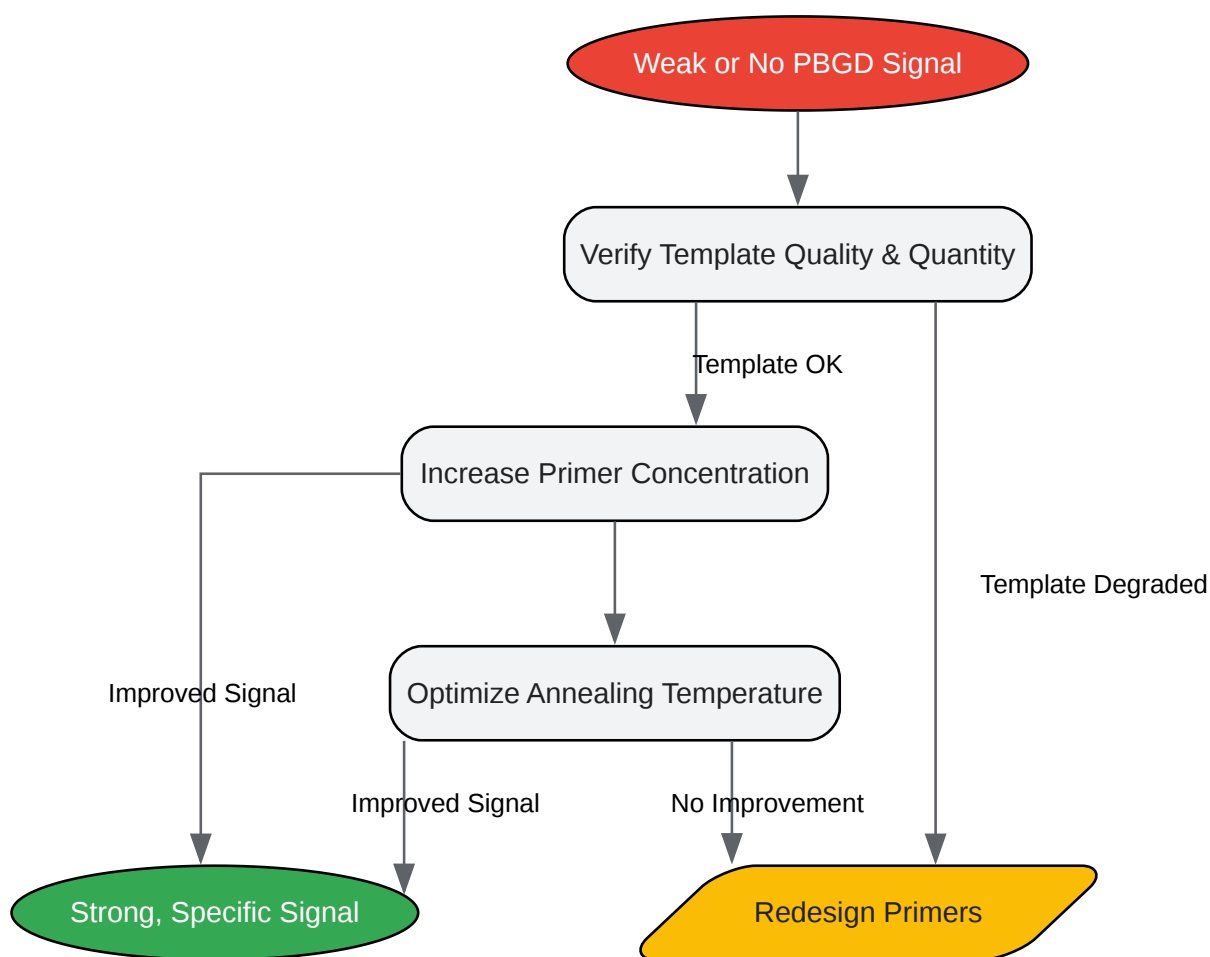 Weak or No PBGD Signal
Verify Template Quality & Quantity
Template OK
Increase Primer Concentration
Template Degraded
Improved Signal
Optimize Annealing Temperature
Improved Signal
No Improvement
Strong, Specific Signal
Redesign Primers